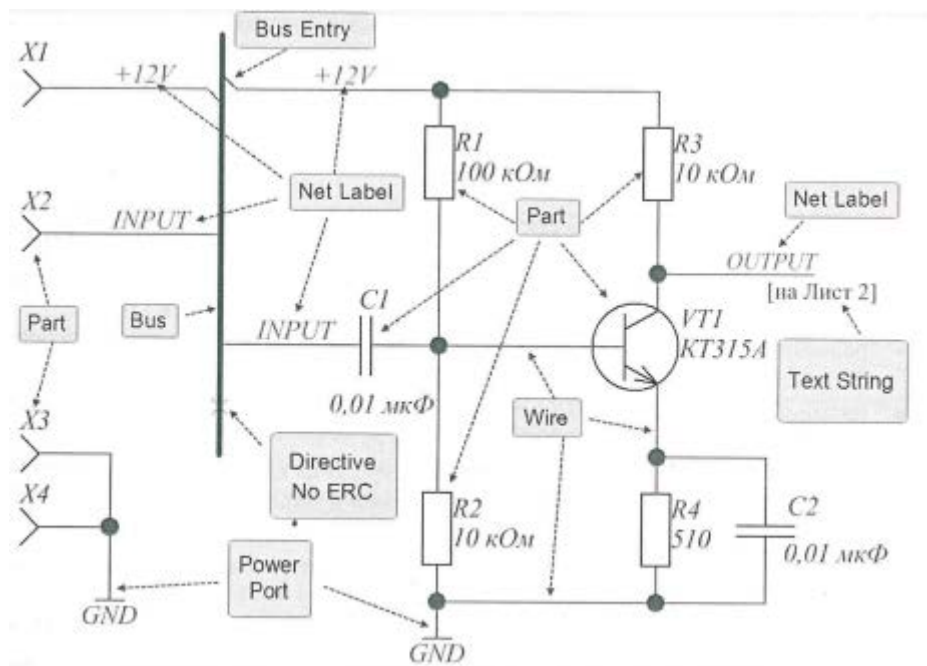 X1
+12V
Bus Entry
+12V
R1
100 кОм
R3
10 кОм
X2
INPUT
Net Label
Part
Net Label
OUTPUT
[на Лист 2]
Part
Bus
INPUT
C1
0,01 мкФ
VT1
КТ315А
Text String
Wire
X3
X4
Directive
No ERC
R2
10 кОм
R4
510
C2
0,01 мкФ
Power
Port
GND
GND